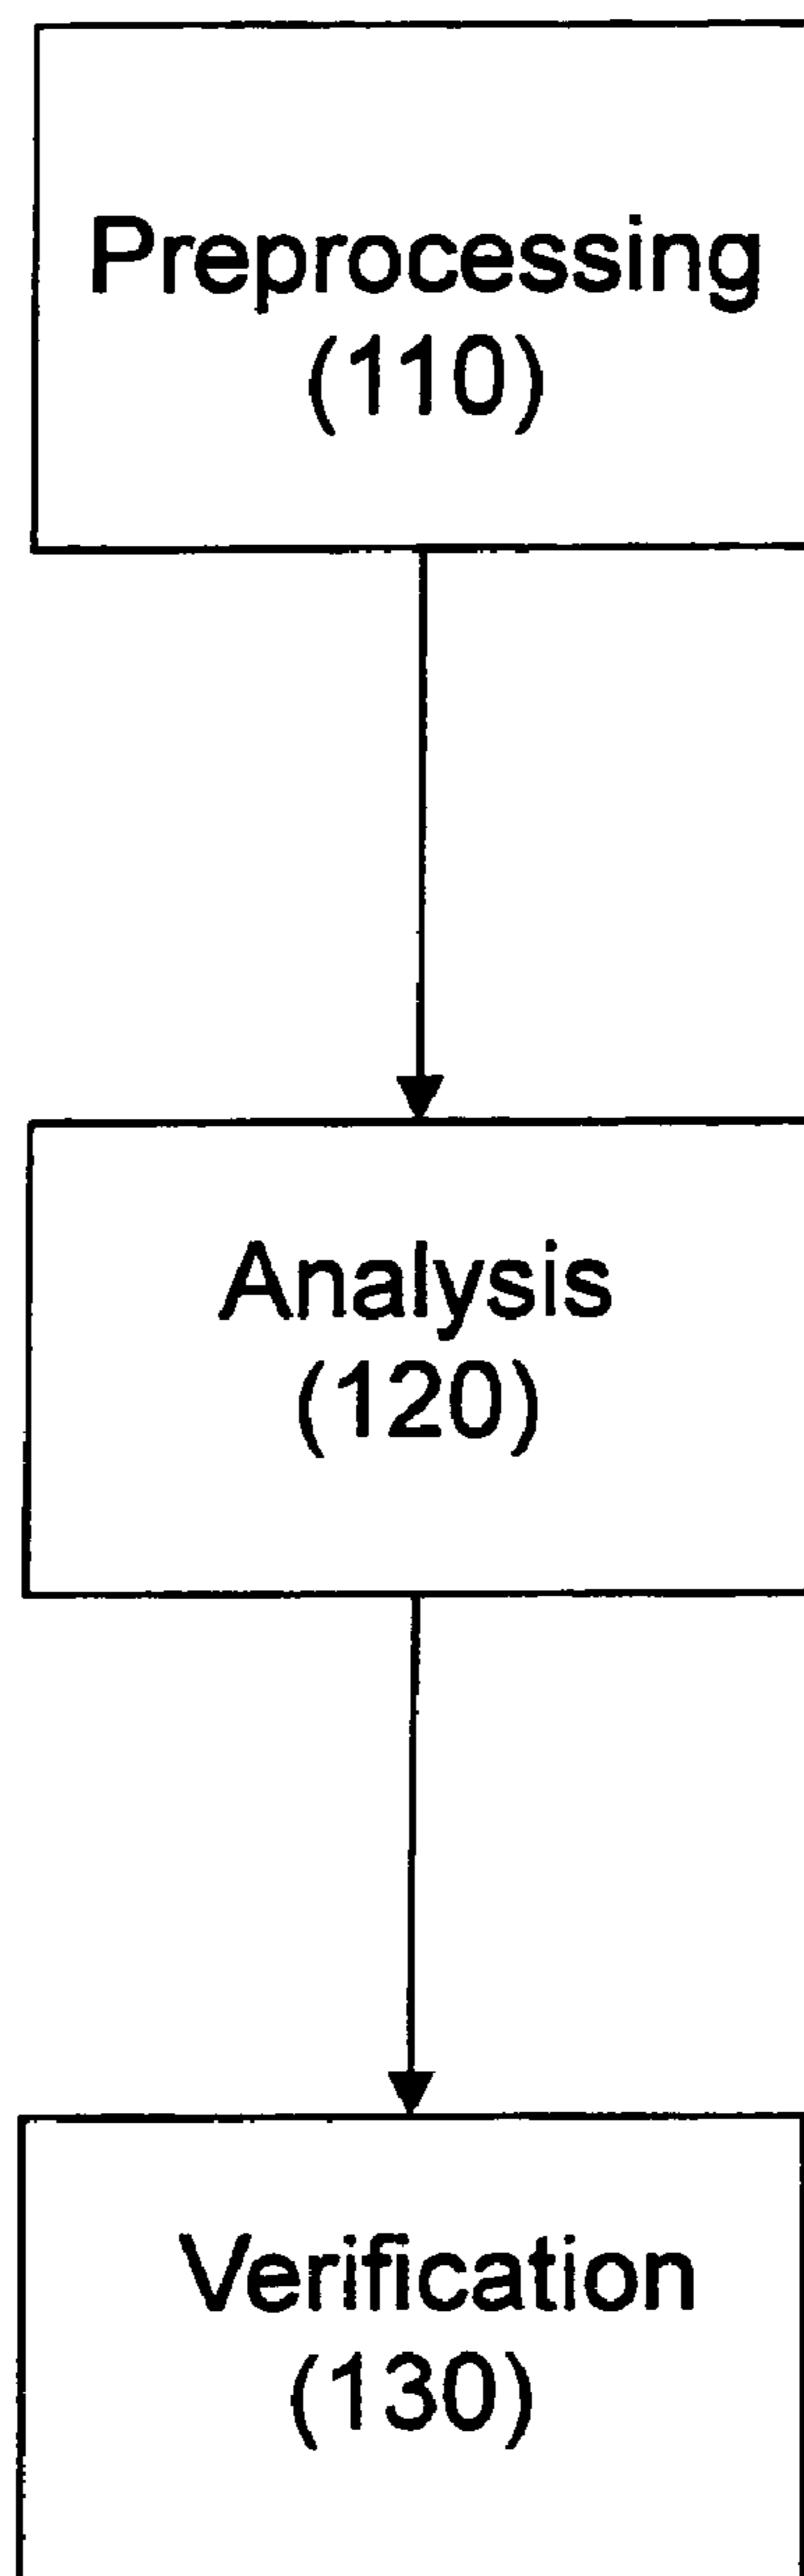 Preprocessing
(110)
Analysis
(120)
Verification
(130)